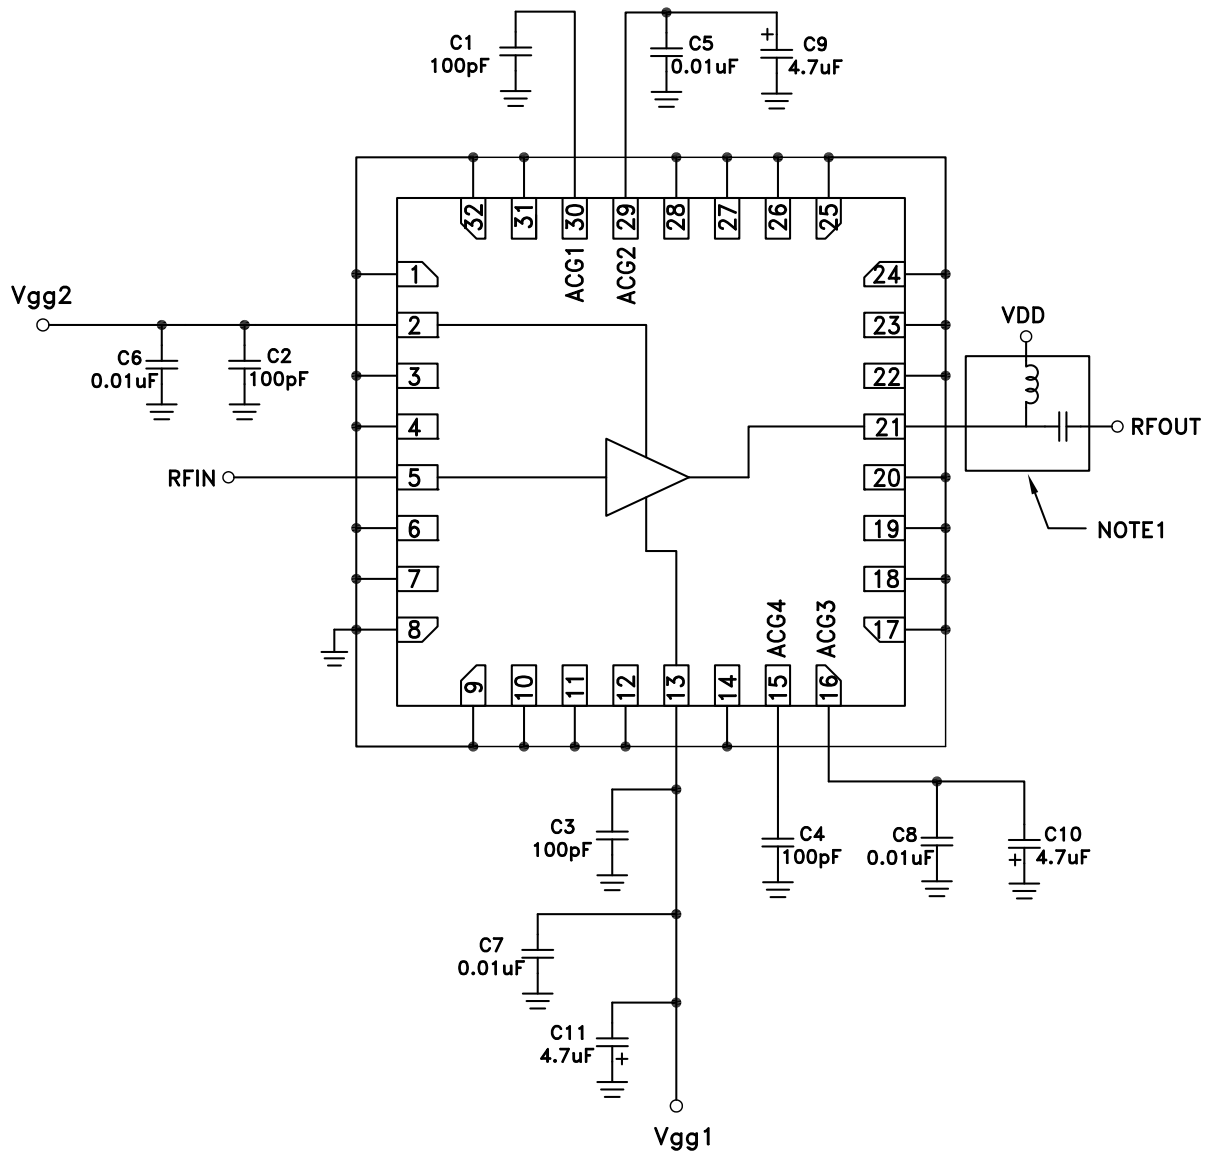 C1
100pF
C5
0.01uF
+
C9
4.7uF
32
31
30
29
28
27
26
25
ACG1
ACG2
1
24
Vgg2
2
23
VDD
C6
0.01uF
C2
100pF
3
22
4
21
RFOUT
RFIN
5
20
6
19
NOTE1
7
18
8
17
ACG4
ACG3
9
10
11
12
13
14
15
16
C3
100pF
C4
100pF
C8
0.01uF
C10
+
4.7uF
C7
0.01uF
C11
4.7uF
+
Vgg1